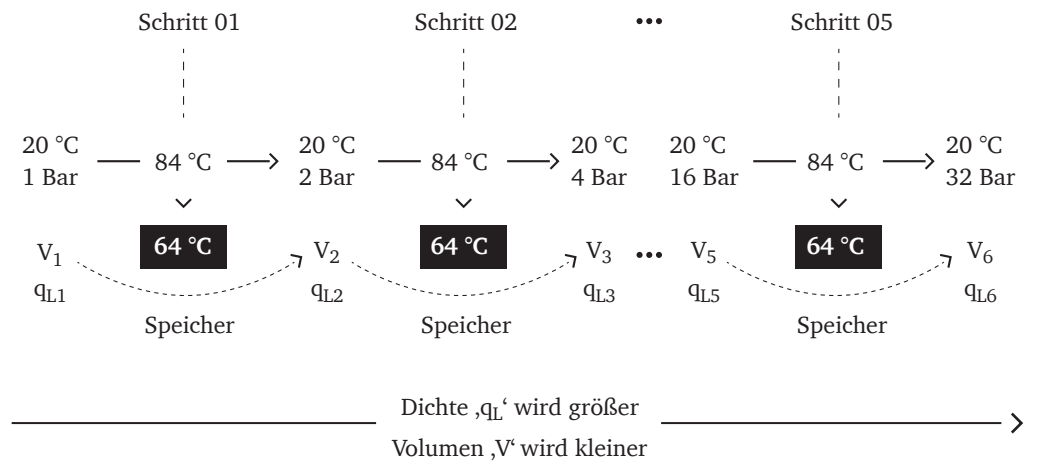 Schritt 01 Schritt 02 ••• Schritt 05
20 °C 20 °C 20 °C 20 °C 20 °C
84 °C 84 °C 84 °C
1 Bar 2 Bar 4 Bar 16 Bar 32 Bar
64 °C 64 °C 64 °C
V1 V2 V3 ••• V5 V6
qL1 qL2 qL3 qL5 qL6
Speicher Speicher Speicher
Dichte ‚qL‘ wird größer
Volumen ‚V‘ wird kleiner